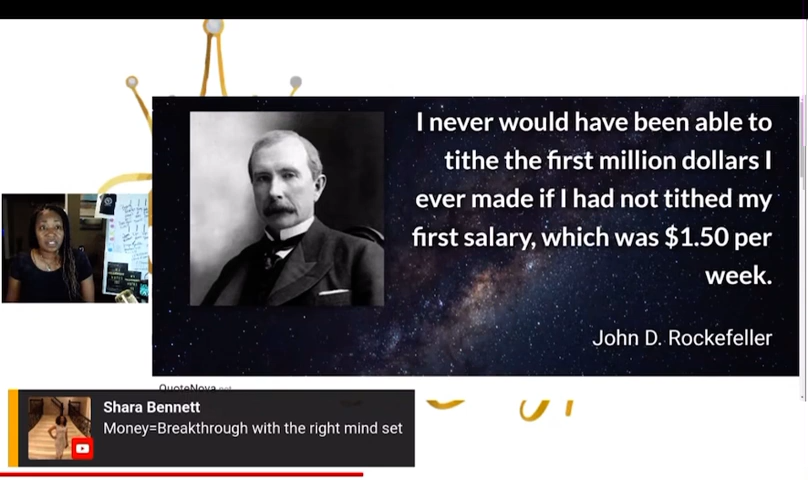 I never would have been able to
tithe the first million dollars I
ever made if I had not tithed my
first salary, which was $1.50 per
week.
John D. Rockefeller
QuoteNova
Shara Bennett
Money=Breakthrough with the right mind set